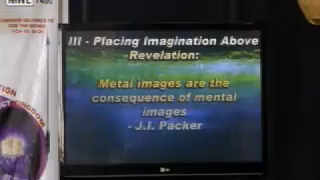 III - Placing Imagination Above
Revelation:
Metal images are the
consequence of mental
images
- J.I. Packer
LG